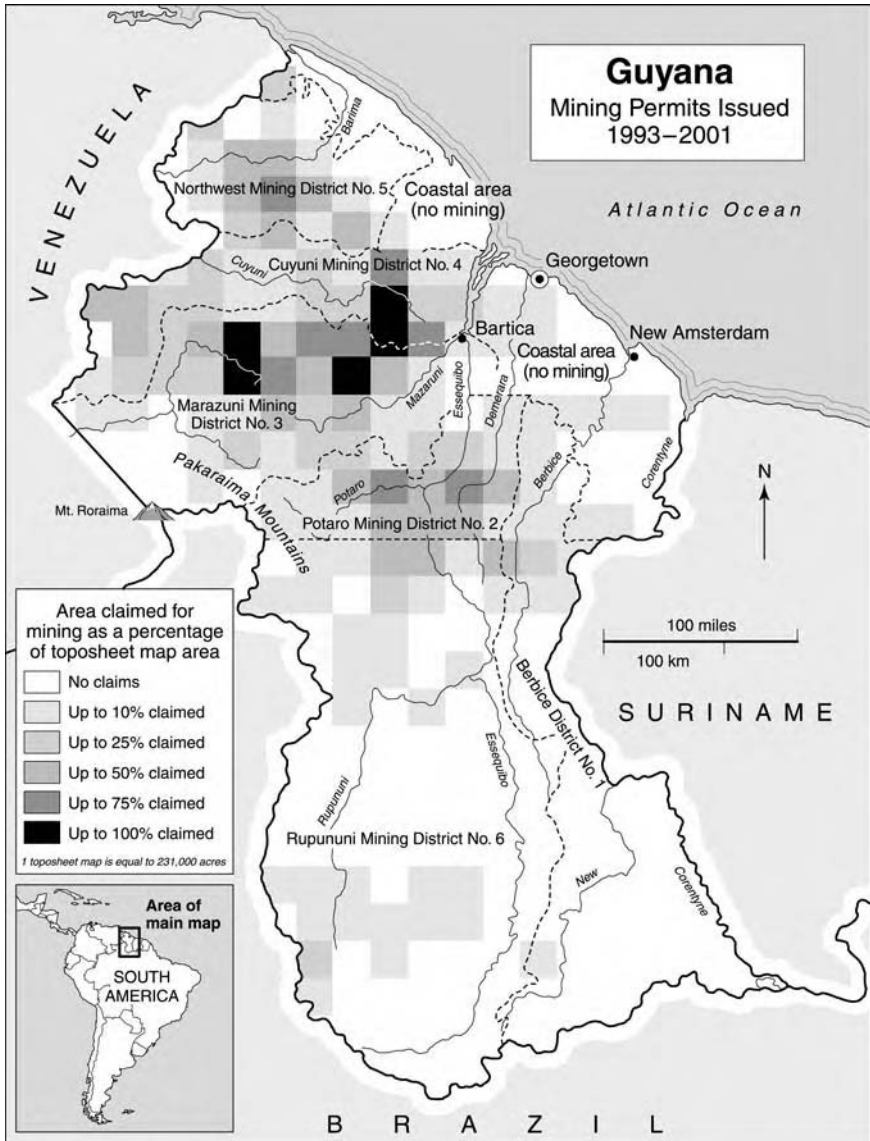 Guyana
Mining Permits Issued
1993–2001
VENEZUELA
Barima
Northwest Mining District No. 5
Coastal area
(no mining)
Atlantic Ocean
Cuyuni
Cuyuni Mining District No. 4
Georgetown
Bartica
New Amsterdam
Coastal area
(no mining)
Mazaruni
Essequibo
Demerara
Marazuni Mining
District No. 3
Berbice
Corentyne
Pakaraima
Mountains
Potaro
Mt. Roraima
Potaro Mining District No. 2
N
Area claimed for
mining as a percentage
of toposheet map area
No claims
Up to 10% claimed
Up to 25% claimed
Up to 50% claimed
Up to 75% claimed
Up to 100% claimed
1 toposheet map is equal to 231,000 acres
100 miles
100 km
SURINAME
Berbice District No. 1
Essequibo
Rupununi
Rupununi Mining District No. 6
New
Corentyne
Area of
main map
SOUTH
AMERICA
BRAZIL